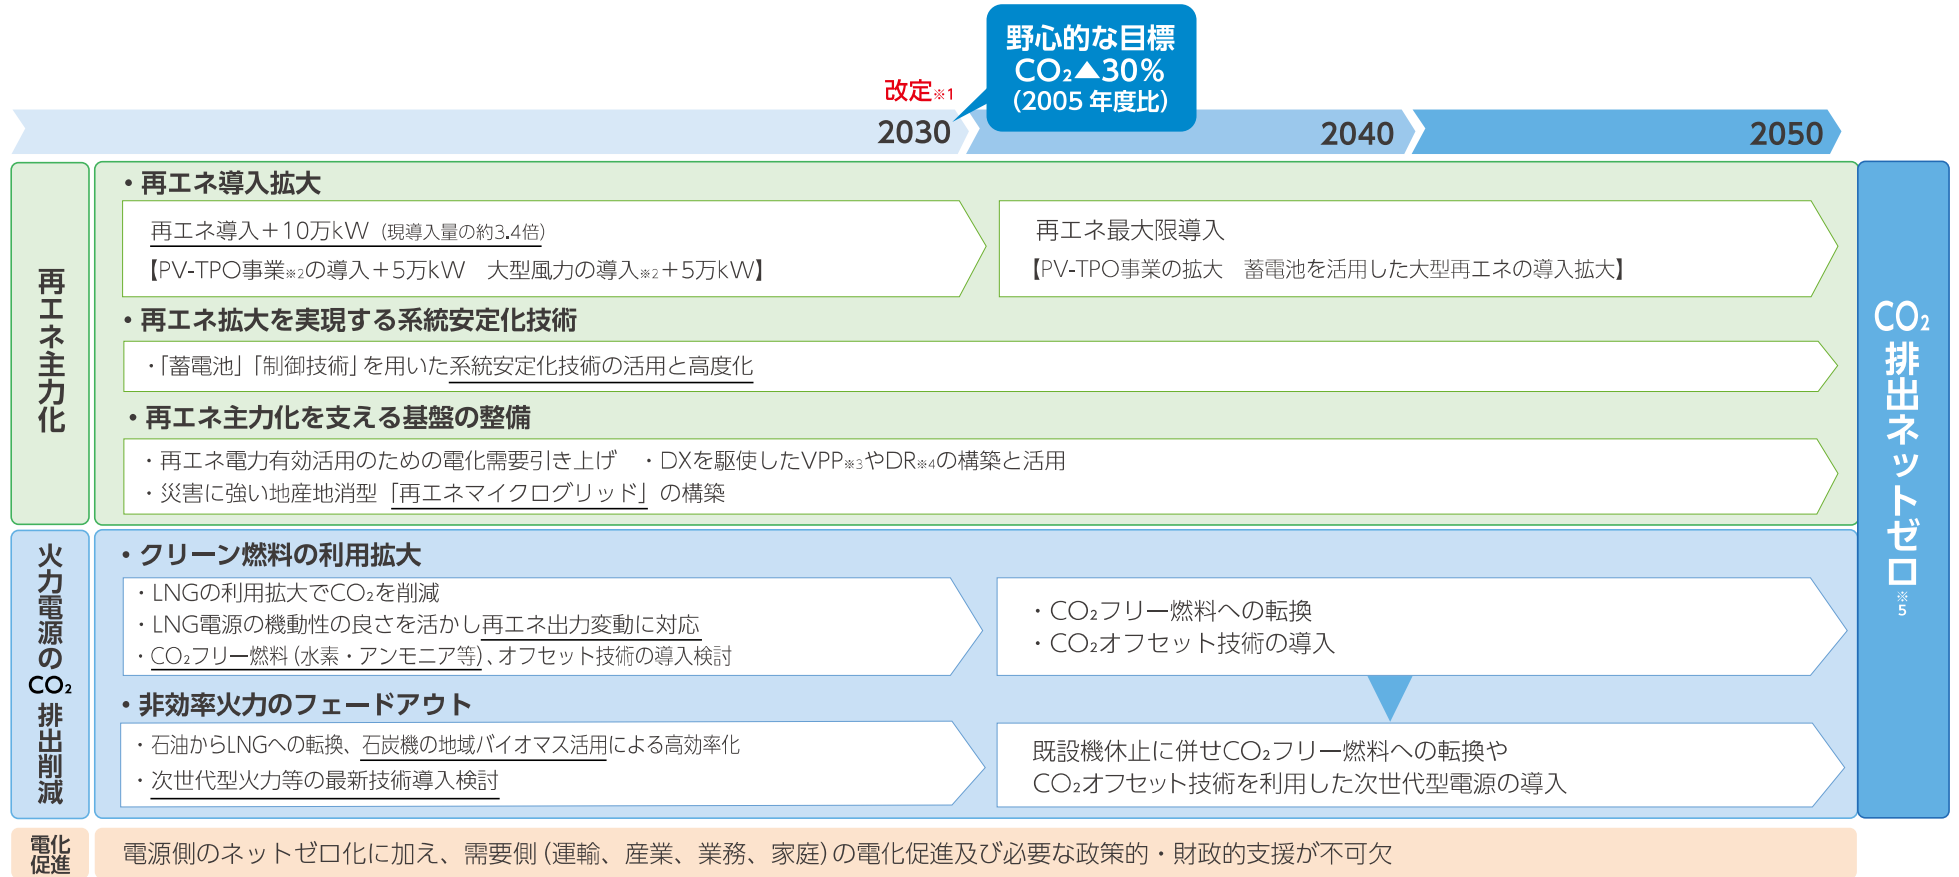 野心的な目標
CO₂▲30%
(2005 年度比)
改定※1
2030
2040
2050
再エネ主力化
・再エネ導入拡大
再エネ導入＋10万kW (現導入量の約3.4倍)
【PV-TPO事業※2の導入＋5万kW　大型風力の導入※2＋5万kW】
再エネ最大限導入
【PV-TPO事業の拡大　蓄電池を活用した大型再エネの導入拡大】
・再エネ拡大を実現する系統安定化技術
・「蓄電池」「制御技術」を用いた系統安定化技術の活用と高度化
・再エネ主力化を支える基盤の整備
・再エネ電力有効活用のための電化需要引き上げ　・DXを駆使したVPP※3やDR※4の構築と活用
・災害に強い地産地消型「再エネマイクログリッド」の構築
火力電源のCO₂排出削減
・クリーン燃料の利用拡大
・LNGの利用拡大でCO₂を削減
・LNG電源の機動性の良さを活かし再エネ出力変動に対応
・CO₂フリー燃料(水素・アンモニア等)、オフセット技術の導入検討
・CO₂フリー燃料への転換
・CO₂オフセット技術の導入
・非効率火力のフェードアウト
・石油からLNGへの転換、石炭機の地域バイオマス活用による高効率化
・次世代型火力等の最新技術導入検討
既設機休止に併せCO₂フリー燃料への転換や
CO₂オフセット技術を利用した次世代型電源の導入
CO₂排出ネットゼロ※5
電化
促進
電源側のネットゼロ化に加え、需要側(運輸、産業、業務、家庭)の電化促進及び必要な政策的・財政的支援が不可欠